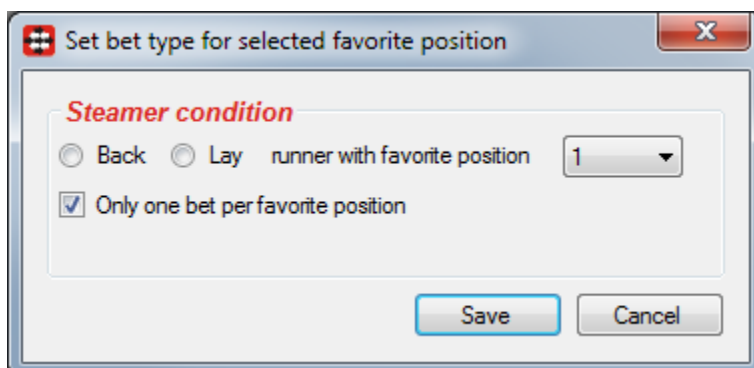 Set bet type for selected favorite position
Steamer condition
Back Lay runner with favorite position 1
Only one bet per favorite position
Save Cancel